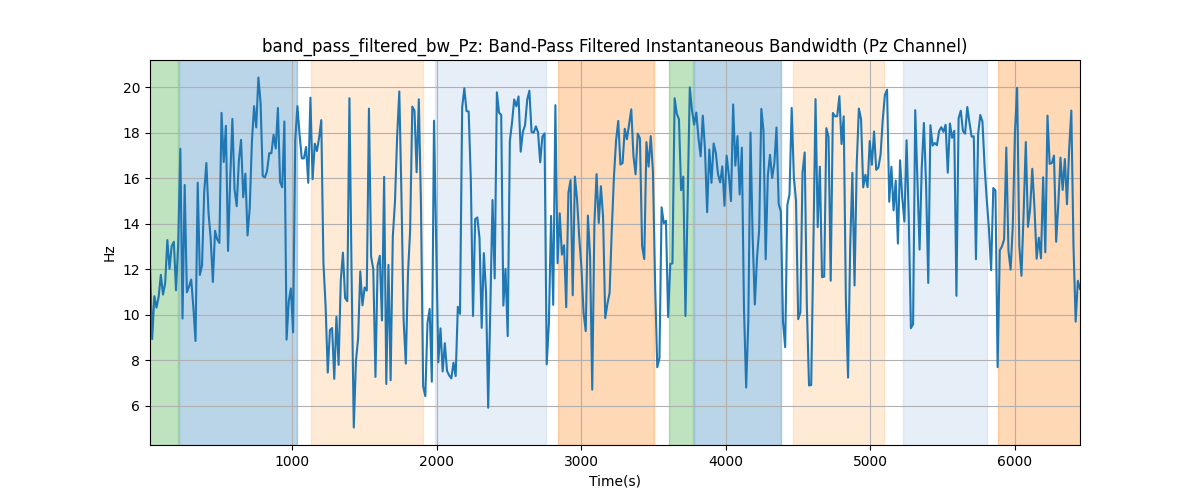 band_pass_filtered_bw_Pz: Band-Pass Filtered Instantaneous Bandwidth (Pz Channel)
Hz
20
18
16
14
12
10
8
6
1000 2000 3000 4000 5000 6000
Time(s)